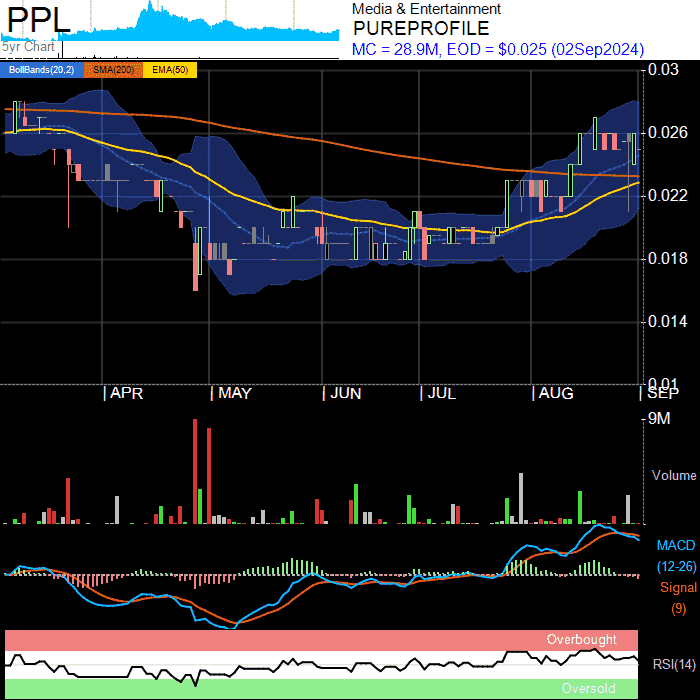 PPL
5yr Chart
Media & Entertainment
PUREPROFILE
MC = 28.9M, EOD = $0.025 (02Sep2024)
BollBands(20,2) SMA(200) EMA(50)
0.03
0.026
0.022
0.018
0.014
0.01
APR MAY JUN JUL AUG SEP
9M
Volume
MACD
(12-26)
Signal
(9)
Overbought
RSI(14)
Oversold